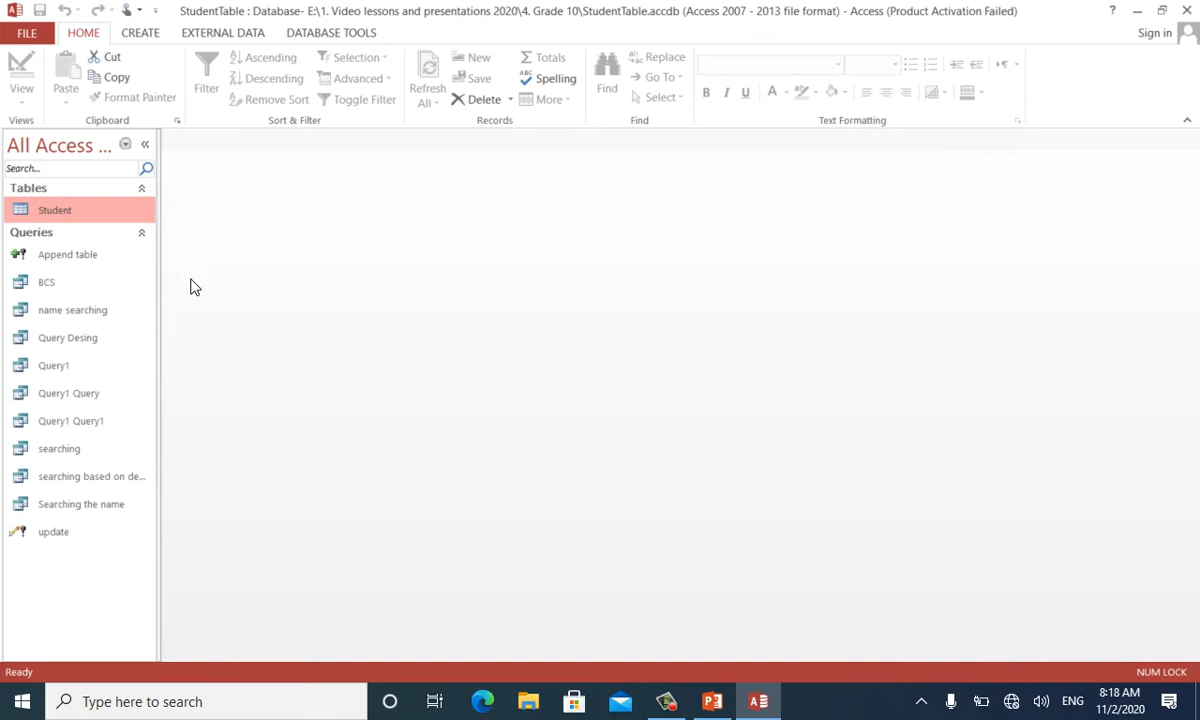 StudentTable : Database- E:\1. Video lessons and presentations 2020\4. Grade 10\StudentTable.accdb (Access 2007 - 2013 file format) - Access (Product Activation Failed)
?
FILE HOME CREATE EXTERNAL DATA DATABASE TOOLS Sign in
View
Views
Paste
Cut
Copy
Format Painter
Clipboard
Filter
Ascending
Descending
Remove Sort
Selection
Advanced
Toggle Filter
Sort & Filter
Refresh
All
New
Save
Delete
Totals
Spelling
More
Records
Find
Replace
Go To
Select
Find
B I U A
Text Formatting
All Access ...
Search...
Tables
Student
Queries
Append table
BCS
name searching
Query Desing
Query1
Query1 Query
Query1 Query1
searching
searching based on de...
Searching the name
update
Ready NUM LOCK
Type here to search
ENG
8:18 AM
11/2/2020